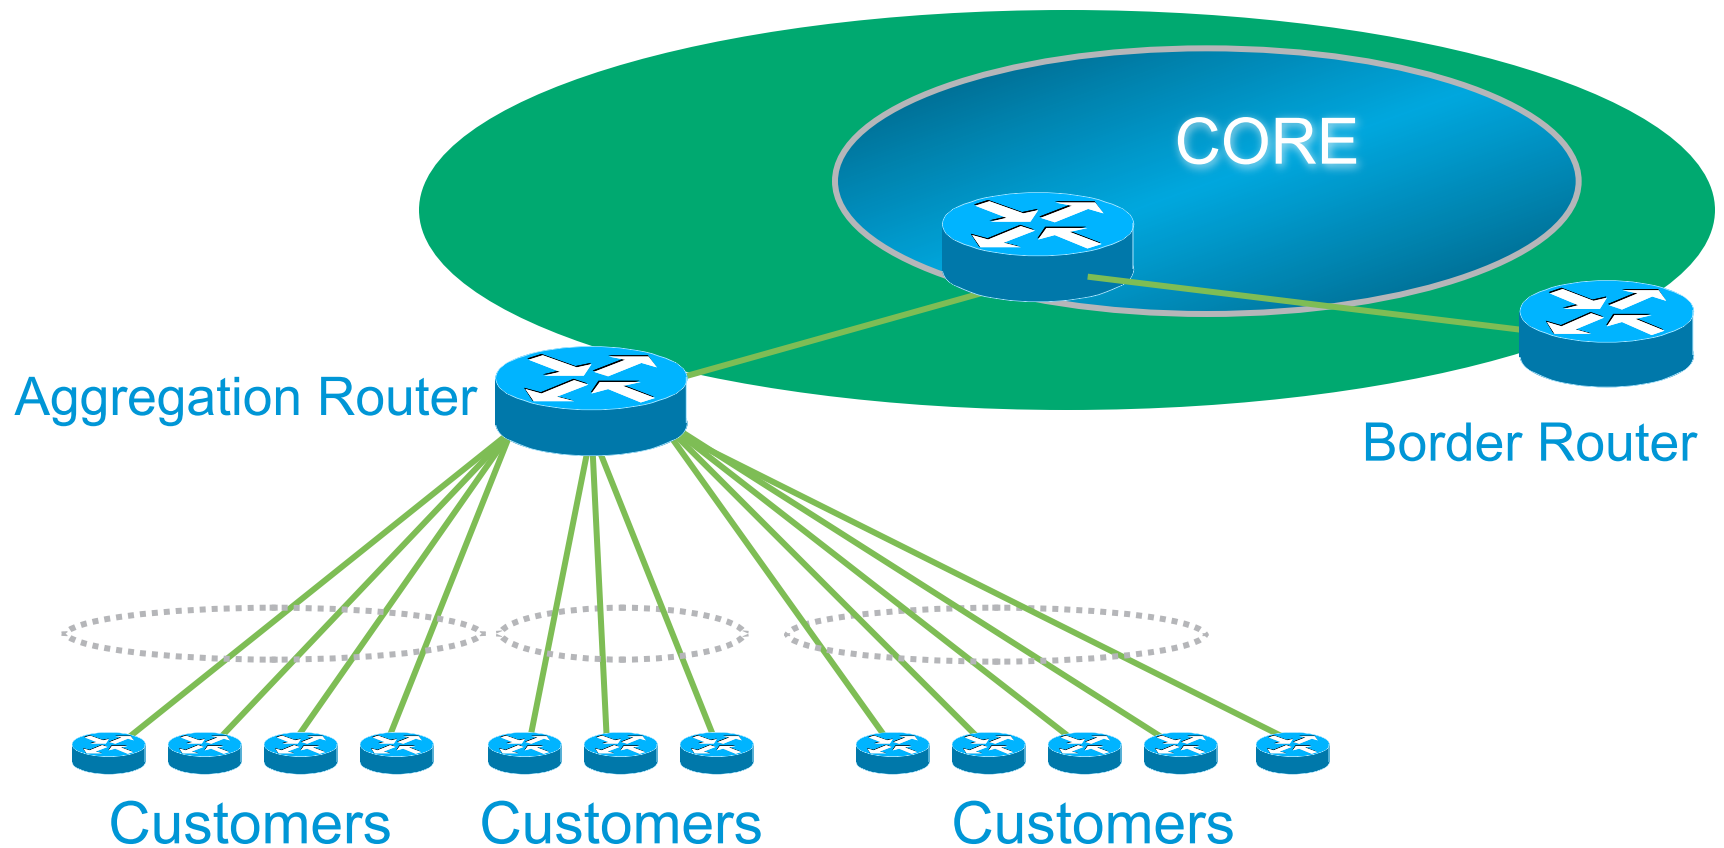 CORE
Aggregation Router
Border Router
Customers
Customers
Customers